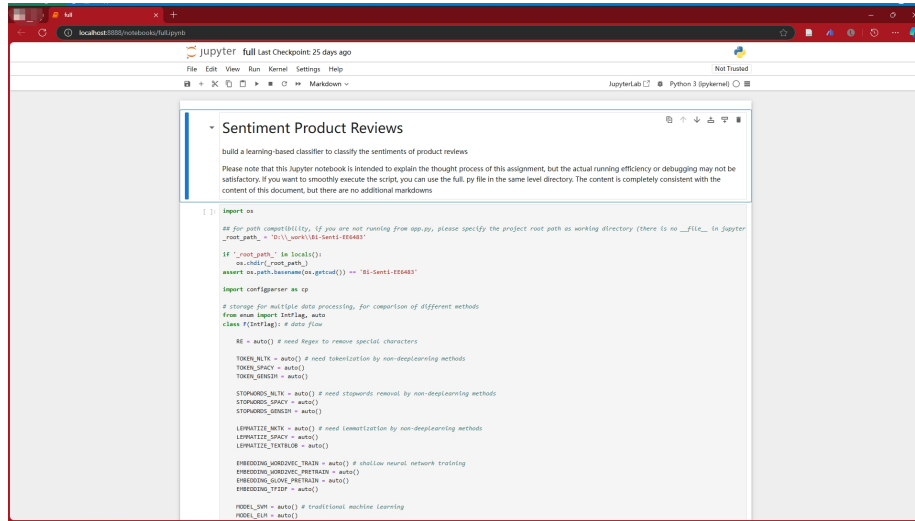 full
localhost:8888/notebooks/full.ipynb
jupyter full Last Checkpoint: 25 days ago
File Edit View Run Kernel Settings Help Not Trusted
Markdown JupyterLab Python 3 (ipykernel)
Sentiment Product Reviews
build a learning-based classifier to classify the sentiments of product reviews
Please note that this Jupyter notebook is intended to explain the thought process of this assignment, but the actual running efficiency or debugging may not be
satisfactory. If you want to smoothly execute the script, you can use the full. py file in the same level directory. The content is completely consistent with the
content of this document, but there are no additional markdowns
[ ]: import os
## for path compatibility, if you are not running from app.py, please specify the project root path as working directory (there is no __file__ in jupyter
_root_path_ = 'D:\\_work\\Bi-Senti-EE6483'
if '_root_path_' in locals():
os.chdir(_root_path_)
assert os.path.basename(os.getcwd()) == 'Bi-Senti-EE6483'
import configparser as cp
# storage for multiple data processing, for comparison of different methods
from enum import IntFlag, auto
class F(IntFlag): # data flow
RE = auto() # need Regex to remove special characters
TOKEN_NLTK = auto() # need tokenization by non-deeplearning methods
TOKEN_SPACY = auto()
TOKEN_GENSIM = auto()
STOPWORDS_NLTK = auto() # need stopwords removal by non-deeplearning methods
STOPWORDS_SPACY = auto()
STOPWORDS_GENSIM = auto()
LEMMATIZE_NKTK = auto() # need lemmatization by non-deeplearning methods
LEMMATIZE_SPACY = auto()
LEMMATIZE_TEXTBLOB = auto()
EMBEDDING_WORD2VEC_TRAIN = auto() # shallow neural network training
EMBEDDING_WORD2VEC_PRETRAIN = auto()
EMBEDDING_GLOVE_PRETRAIN = auto()
EMBEDDING_TFIDF = auto()
MODEL_SVM = auto() # traditional machine learning
MODEL_ELM = auto()